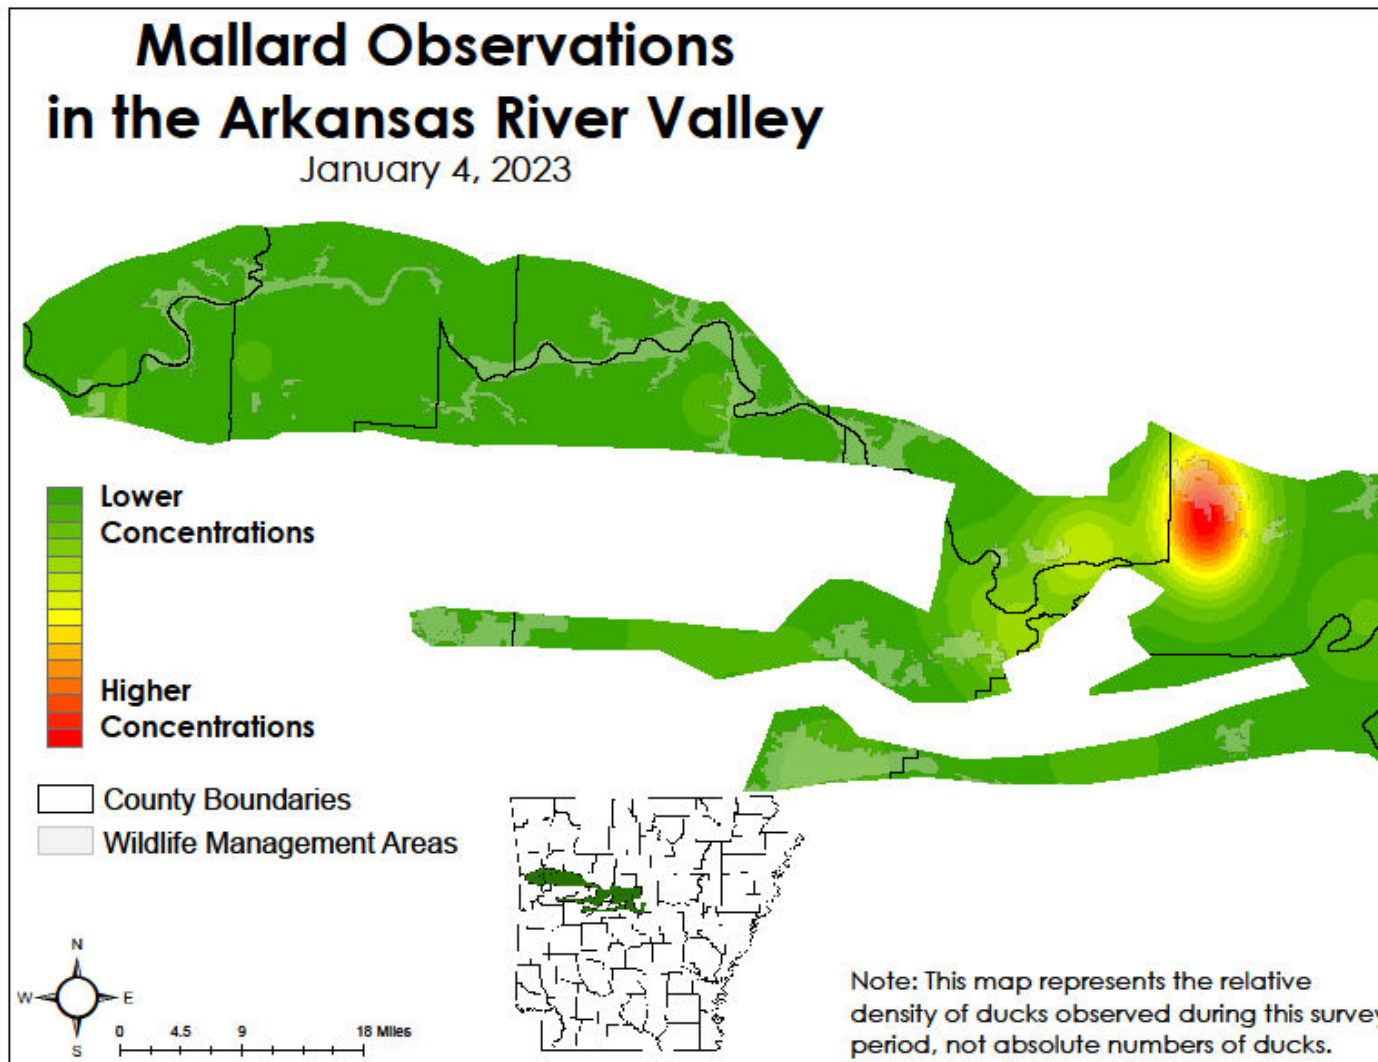 Mallard Observations
in the Arkansas River Valley
January 4, 2023
Lower
Concentrations
Higher
Concentrations
County Boundaries
Wildlife Management Areas
N
W E
S
0 4.5 9 18 Miles
Note: This map represents the relative
density of ducks observed during this survey
period, not absolute numbers of ducks.